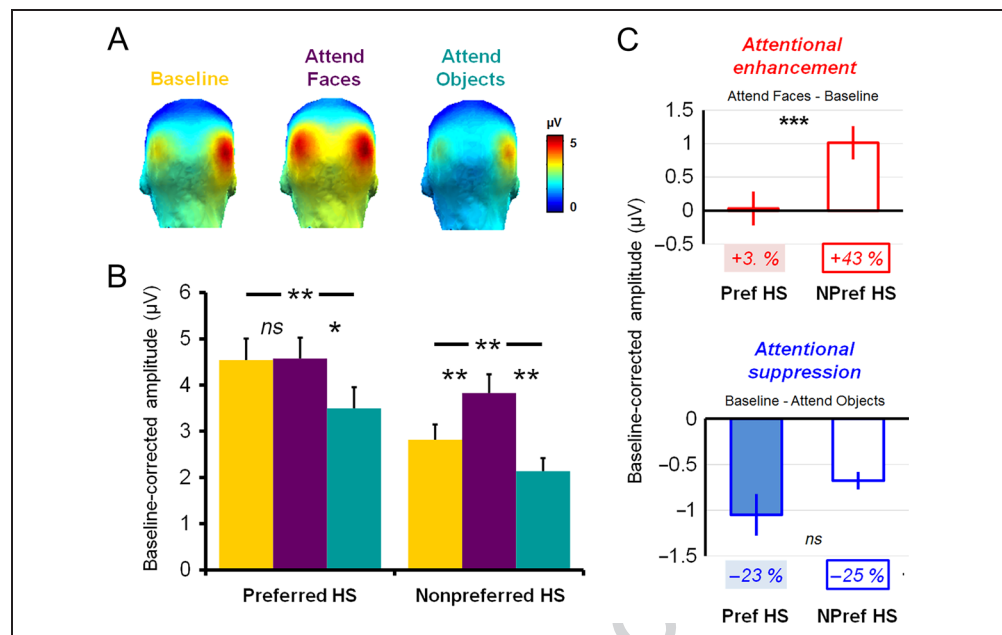 A
Baseline
Attend
Faces
Attend
Objects
µV
5
0
B
Baseline-corrected amplitude (µV)
6
5
4
3
2
1
0
**
ns
*
**
**
**
Preferred HS
Nonpreferred HS
C
Attentional
enhancement
Attend Faces - Baseline
Baseline-corrected amplitude (µV)
1.5
1
0.5
0
−0.5
***
+3. %
+43 %
Pref HS
NPref HS
Attentional
suppression
Baseline - Attend Objects
0
−0.5
−1
−1.5
ns
−23 %
−25 %
Pref HS
NPref HS